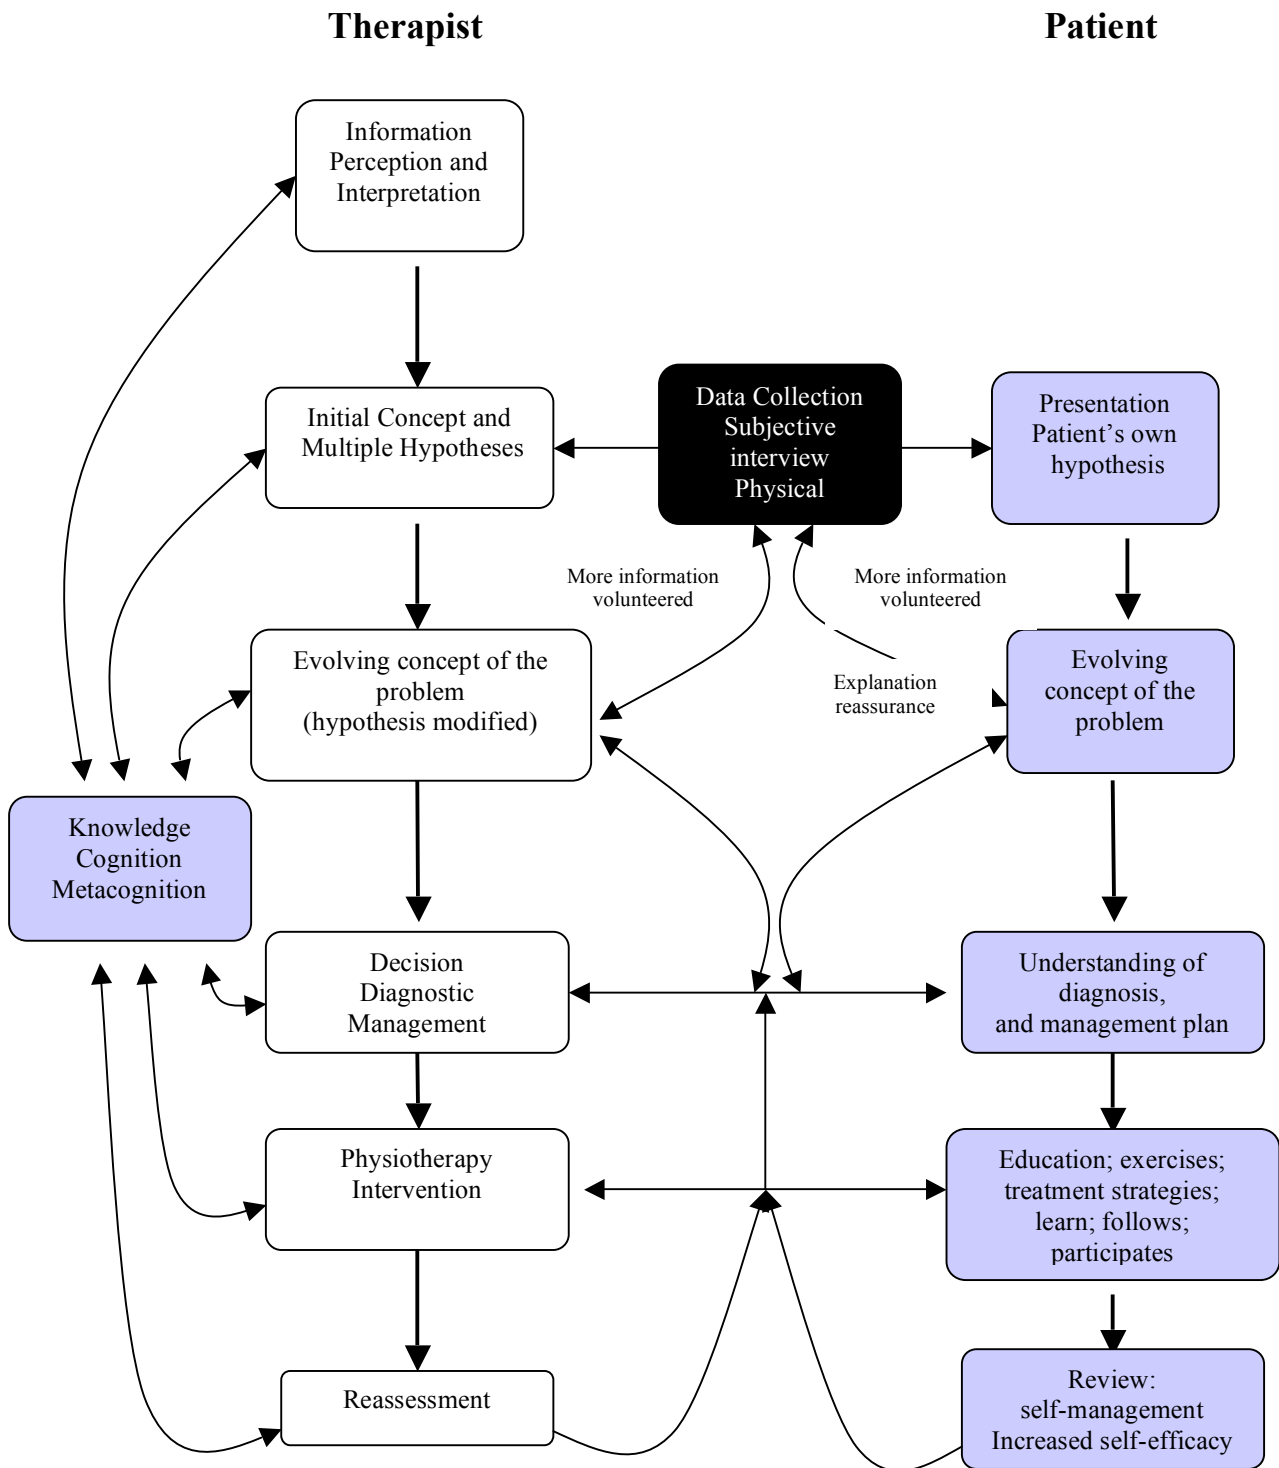 Therapist
Patient
Information
Perception and
Interpretation
Initial Concept and
Multiple Hypotheses
Data Collection
Subjective
interview
Physical
Presentation
Patient’s own
hypothesis
More information
volunteered
More information
volunteered
Evolving concept of the
problem
(hypothesis modified)
Explanation
reassurance
Evolving
concept of the
problem
Knowledge
Cognition
Metacognition
Decision
Diagnostic
Management
Understanding of
diagnosis,
and management plan
Physiotherapy
Intervention
Education; exercises;
treatment strategies;
learn; follows;
participates
Reassessment
Review:
self-management
Increased self-efficacy